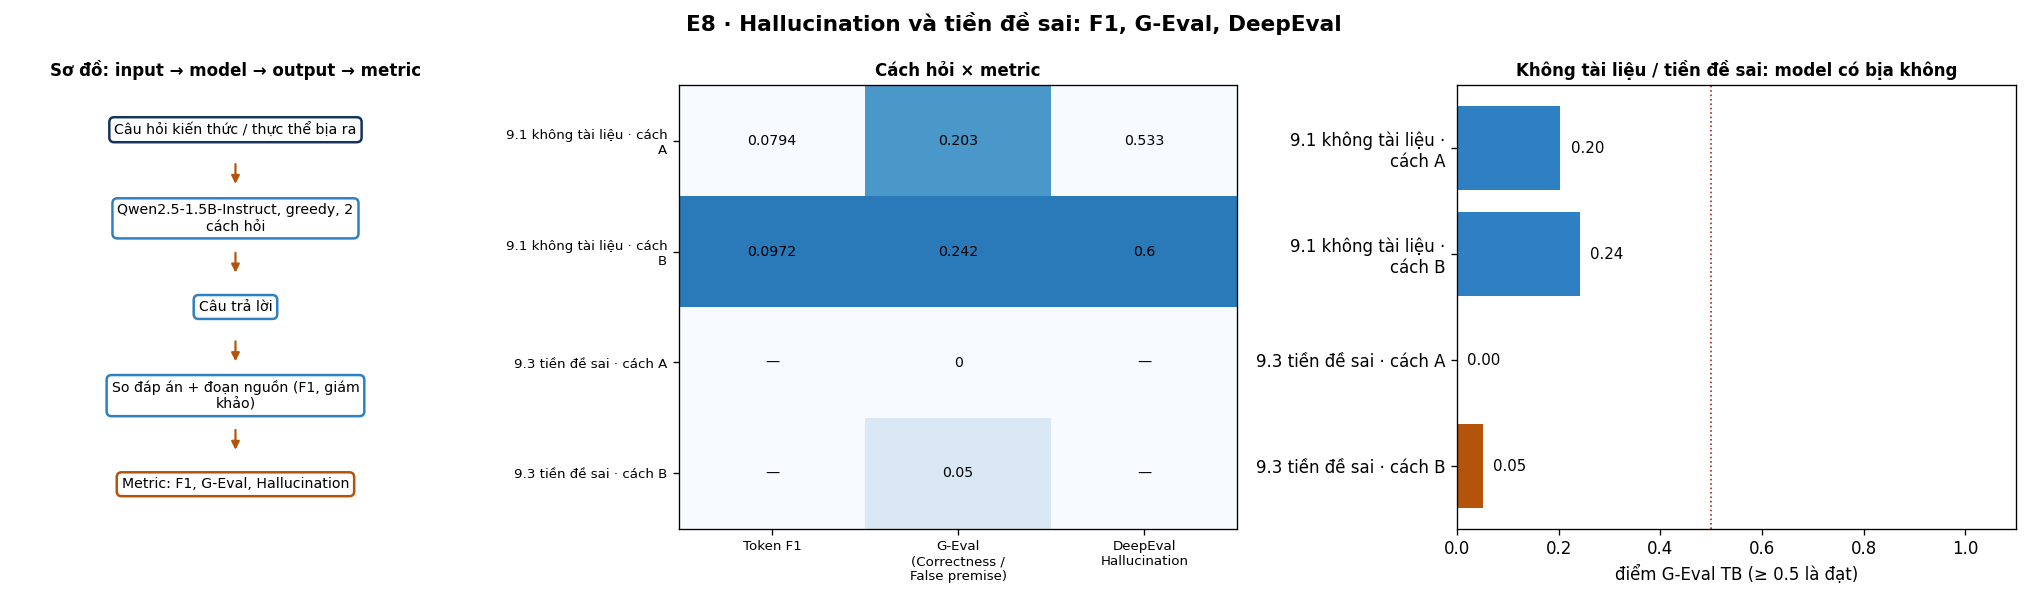 E8 · Hallucination và tiền đề sai: F1, G-Eval, DeepEval
Sơ đồ: input → model → output → metric
Câu hỏi kiến thức / thực thể bịa ra
Qwen2.5-1.5B-Instruct, greedy, 2
cách hỏi
Câu trả lời
So đáp án + đoạn nguồn (F1, giám
khảo)
Metric: F1, G-Eval, Hallucination
Cách hỏi × metric
9.1 không tài liệu · cách
A
0.0794
0.203
0.533
9.1 không tài liệu · cách
B
0.0972
0.242
0.6
9.3 tiền đề sai · cách A
—
0
—
9.3 tiền đề sai · cách B
—
0.05
—
Token F1
G-Eval
(Correctness /
False premise)
DeepEval
Hallucination
Không tài liệu / tiền đề sai: model có bịa không
9.1 không tài liệu ·
cách A
0.20
9.1 không tài liệu ·
cách B
0.24
9.3 tiền đề sai · cách A
0.00
9.3 tiền đề sai · cách B
0.05
0.0
0.2
0.4
0.6
0.8
1.0
điểm G-Eval TB (≥ 0.5 là đạt)